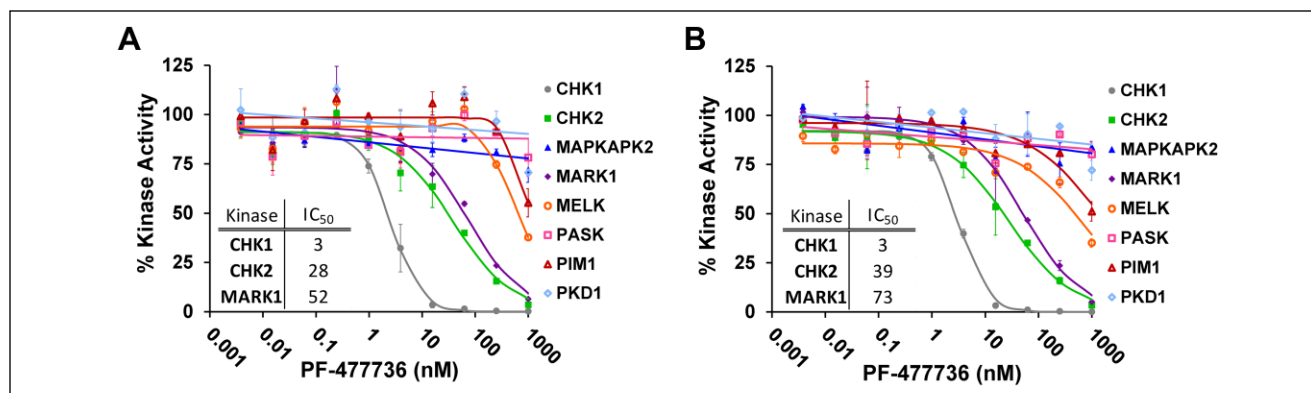 A
125
100
75
50
25
0
% Kinase Activity
Kinase IC50
CHK1 3
CHK2 28
MARK1 52
0.001 0.01 0.1 1 10 100 1000
PF-477736 (nM)
CHK1
CHK2
MAPKAPK2
MARK1
MELK
PASK
PIM1
PKD1
B
125
100
75
50
25
0
% Kinase Activity
Kinase IC50
CHK1 3
CHK2 39
MARK1 73
0.001 0.01 0.1 1 10 100 1000
PF-477736 (nM)
CHK1
CHK2
MAPKAPK2
MARK1
MELK
PASK
PIM1
PKD1